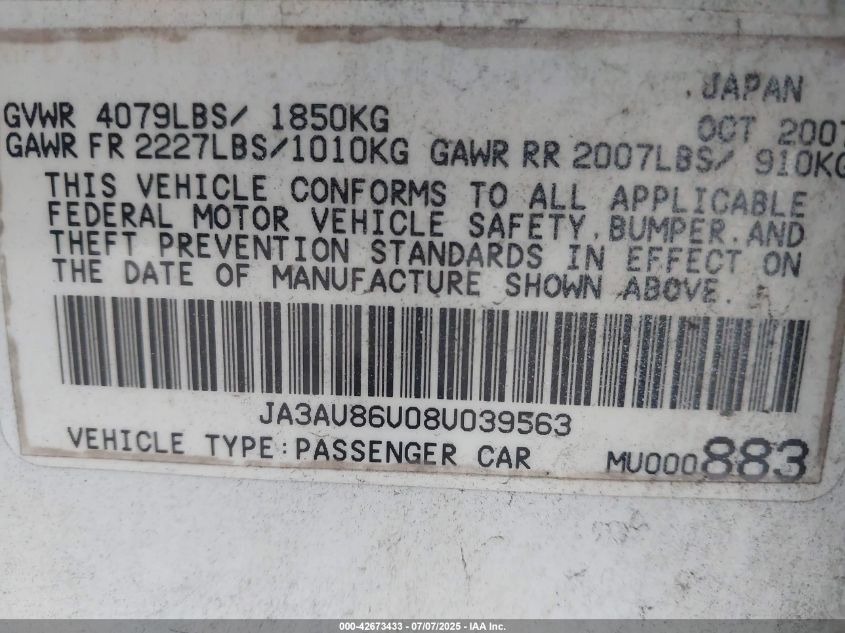 JAPAN
GVWR 4079LBS/ 1850KG OCT 2007
GAWR FR 2227LBS/1010KG GAWR RR 2007LBS/ 910KG
THIS VEHICLE CONFORMS TO ALL APPLICABLE
FEDERAL MOTOR VEHICLE SAFETY, BUMPER, AND
THEFT PREVENTION STANDARDS IN EFFECT ON
THE DATE OF MANUFACTURE SHOWN ABOVE.
JA3AU86U08U039563
VEHICLE TYPE:PASSENGER CAR MU000883
000-42673433 - 07/07/2025 - IAA Inc.